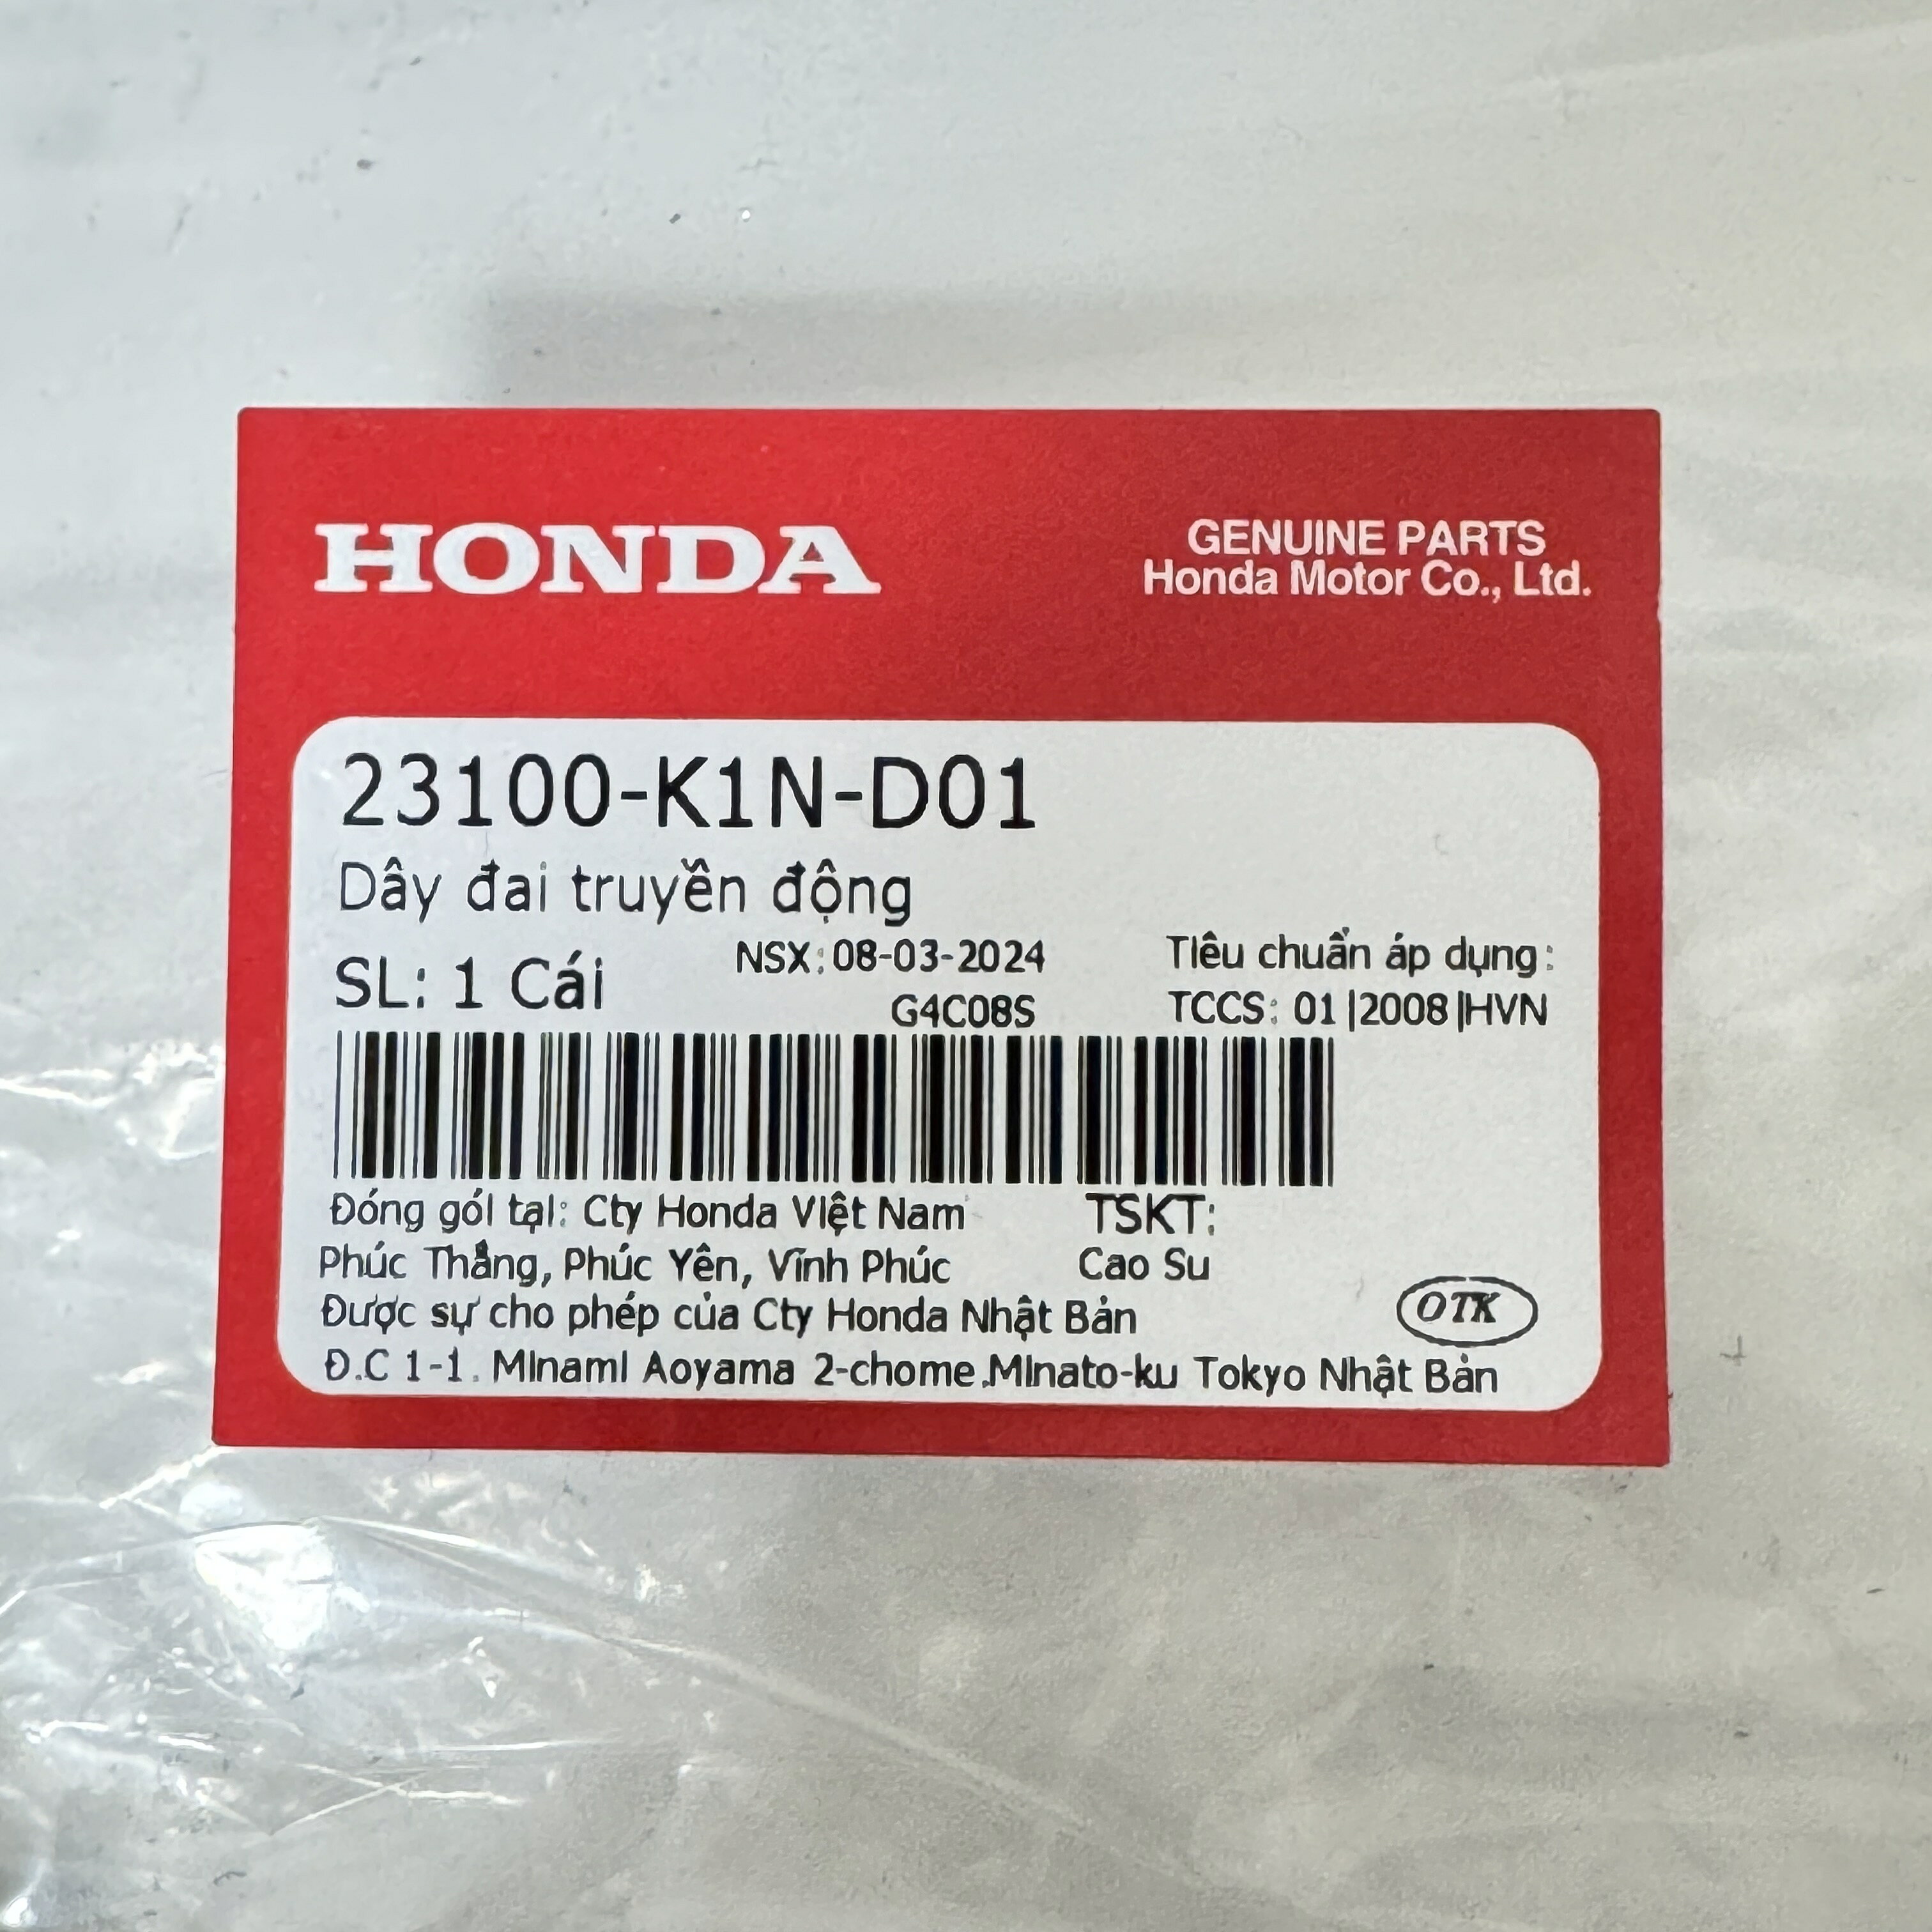 HONDA
GENUINE PARTS
Honda Motor Co., Ltd.
23100-K1N-D01
Dây đai truyền động
SL: 1 Cái
NSX: 08-03-2024
G4C08S
Tiêu chuẩn áp dụng:
TCCS: 01|2008|HVN
Đóng gói tại: Cty Honda Việt Nam
Phúc Thắng, Phúc Yên, Vĩnh Phúc
TSKT:
Cao Su
Được sự cho phép của Cty Honda Nhật Bản
Đ.C 1-1. Minami Aoyama 2-chome.Minato-ku Tokyo Nhật Bản
OTK